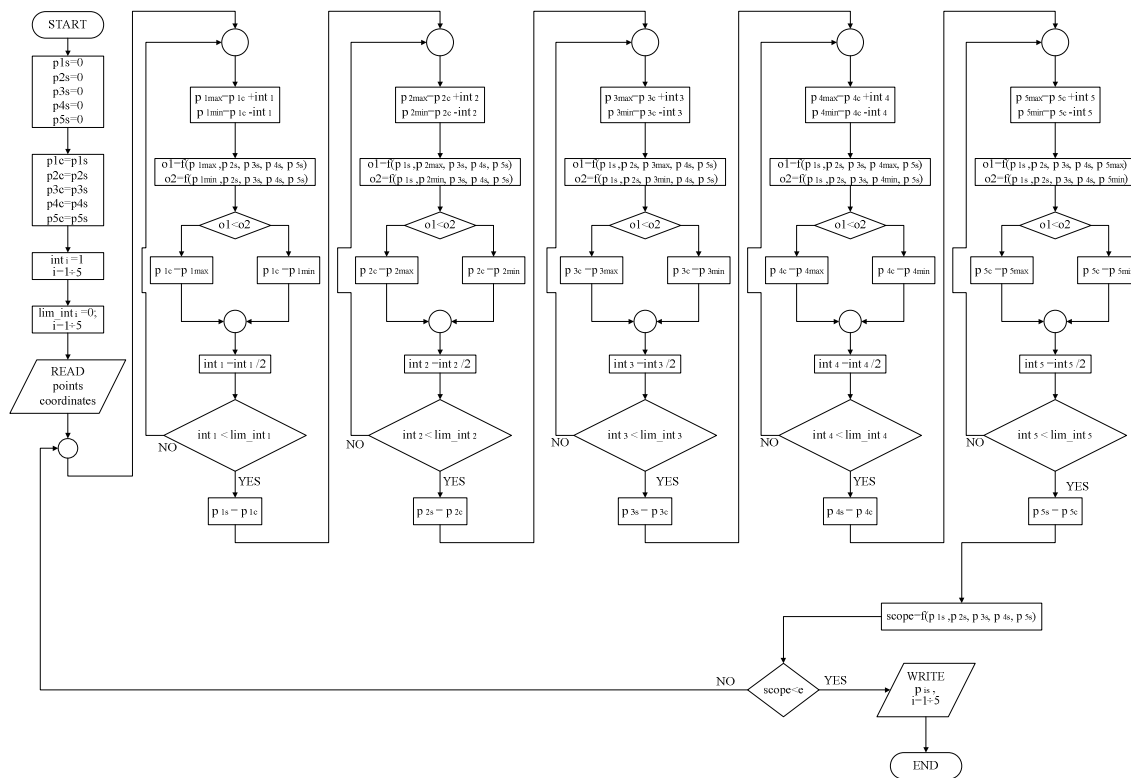 START
p1s=0
p2s=0
p3s=0
p4s=0
p5s=0
p1c=p1s
p2c=p2s
p3c=p3s
p4c=p4s
p5c=p5s
int i =1
i=1÷5
lim_int i =0;
i=1÷5
READ
points
coordinates
p 1max=p 1c +int 1
p 1min=p 1c -int 1
o1=f(p 1max ,p 2s, p 3s, p 4s, p 5s)
o2=f(p 1min ,p 2s, p 3s, p 4s, p 5s)
o1<o2
p 1c =p 1max
p 1c =p 1min
int 1 =int 1 /2
int 1 < lim_int 1
NO
YES
p 1s = p 1c
p 2max=p 2c +int 2
p 2min=p 2c -int 2
o1=f(p 1s ,p 2max, p 3s, p 4s, p 5s)
o2=f(p 1s ,p 2min, p 3s, p 4s, p 5s)
o1<o2
p 2c =p 2max
p 2c =p 2min
int 2 =int 2 /2
int 2 < lim_int 2
NO
YES
p 2s = p 2c
p 3max=p 3c +int 3
p 3min=p 3c -int 3
o1=f(p 1s ,p 2s, p 3max, p 4s, p 5s)
o2=f(p 1s ,p 2s, p 3min, p 4s, p 5s)
o1<o2
p 3c =p 3max
p 3c =p 3min
int 3 =int 3 /2
int 3 < lim_int 3
NO
YES
p 3s = p 3c
p 4max=p 4c +int 4
p 4min=p 4c -int 4
o1=f(p 1s ,p 2s, p 3s, p 4max, p 5s)
o2=f(p 1s ,p 2s, p 3s, p 4min, p 5s)
o1<o2
p 4c =p 4max
p 4c =p 4min
int 4 =int 4 /2
int 4 < lim_int 4
NO
YES
p 4s = p 4c
p 5max=p 5c +int 5
p 5min=p 5c -int 5
o1=f(p 1s ,p 2s, p 3s, p 4s, p 5max)
o2=f(p 1s ,p 2s, p 3s, p 4s, p 5min)
o1<o2
p 5c =p 5max
p 5c =p 5min
int 5 =int 5 /2
int 5 < lim_int 5
NO
YES
p 5s = p 5c
scope=f(p 1s ,p 2s, p 3s, p 4s, p 5s)
scope<e
NO
YES
WRITE
p is ,
i=1÷5
END